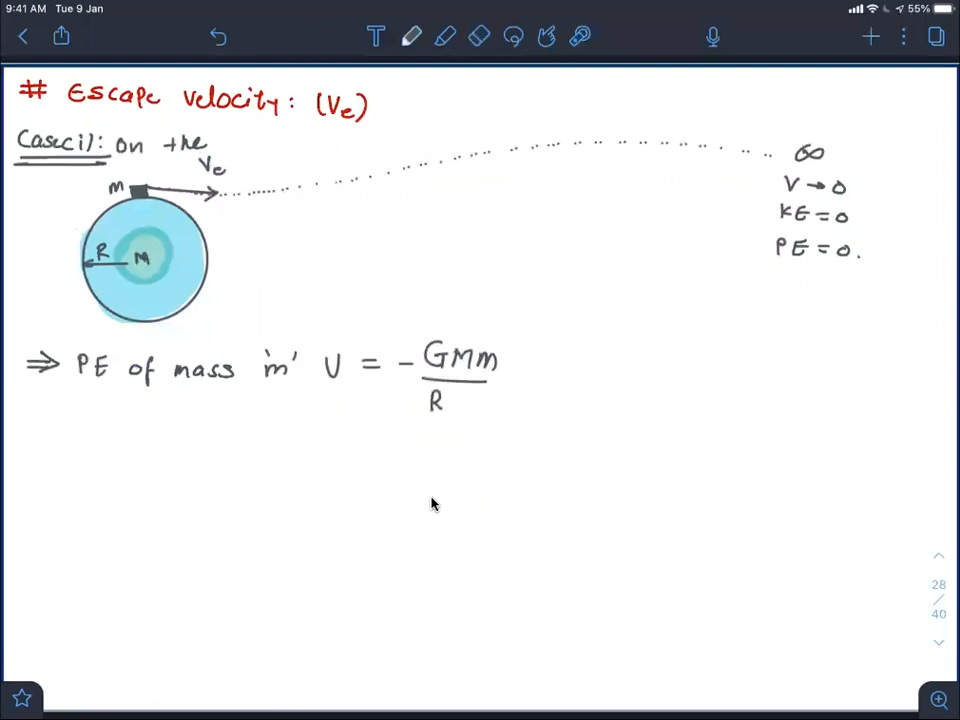 9:41 AM Tue 9 Jan
55%
T
# Escape velocity: (Ve)
Case(i): on the
Ve
m
R
M
∞
V → 0
KE = 0
PE = 0.
⇒ PE of mass 'm' U = - GMm
R
28
/
40